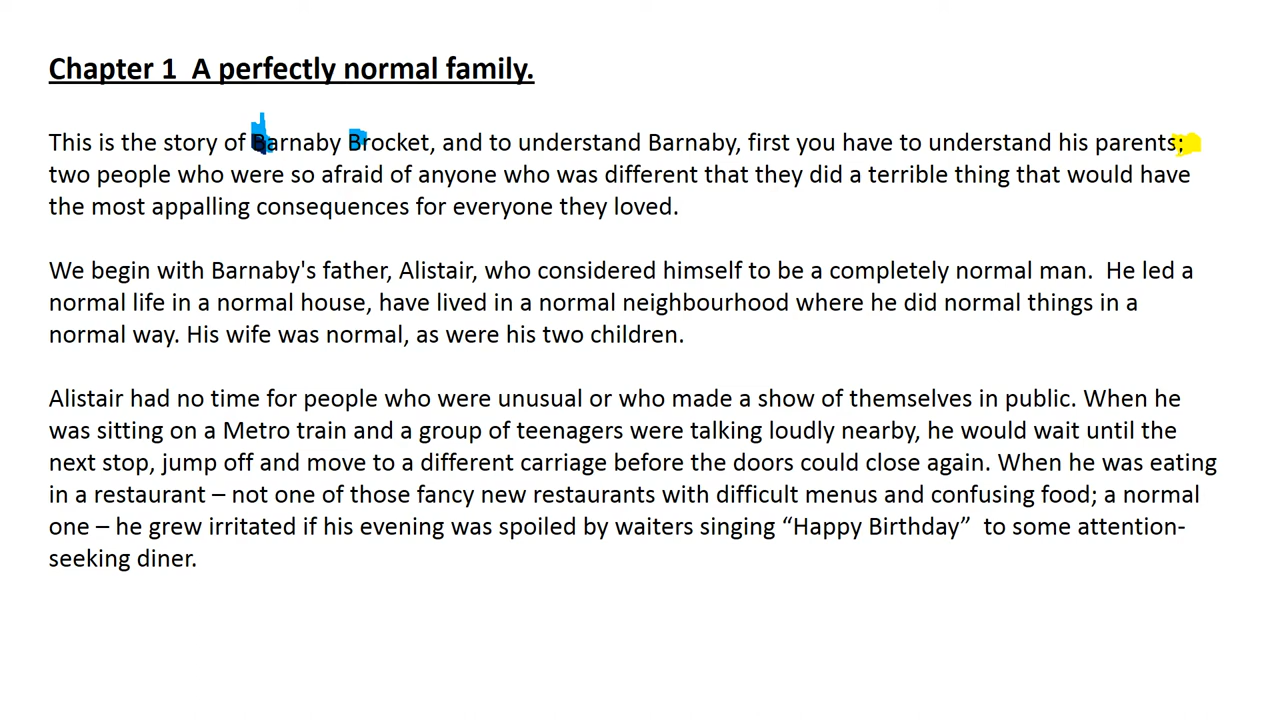 Chapter 1  A perfectly normal family.
This is the story of Barnaby Brocket, and to understand Barnaby, first you have to understand his parents;
two people who were so afraid of anyone who was different that they did a terrible thing that would have
the most appalling consequences for everyone they loved.
We begin with Barnaby's father, Alistair, who considered himself to be a completely normal man.  He led a
normal life in a normal house, have lived in a normal neighbourhood where he did normal things in a
normal way. His wife was normal, as were his two children.
Alistair had no time for people who were unusual or who made a show of themselves in public. When he
was sitting on a Metro train and a group of teenagers were talking loudly nearby, he would wait until the
next stop, jump off and move to a different carriage before the doors could close again. When he was eating
in a restaurant – not one of those fancy new restaurants with difficult menus and confusing food; a normal
one – he grew irritated if his evening was spoiled by waiters singing “Happy Birthday”  to some attention-
seeking diner.